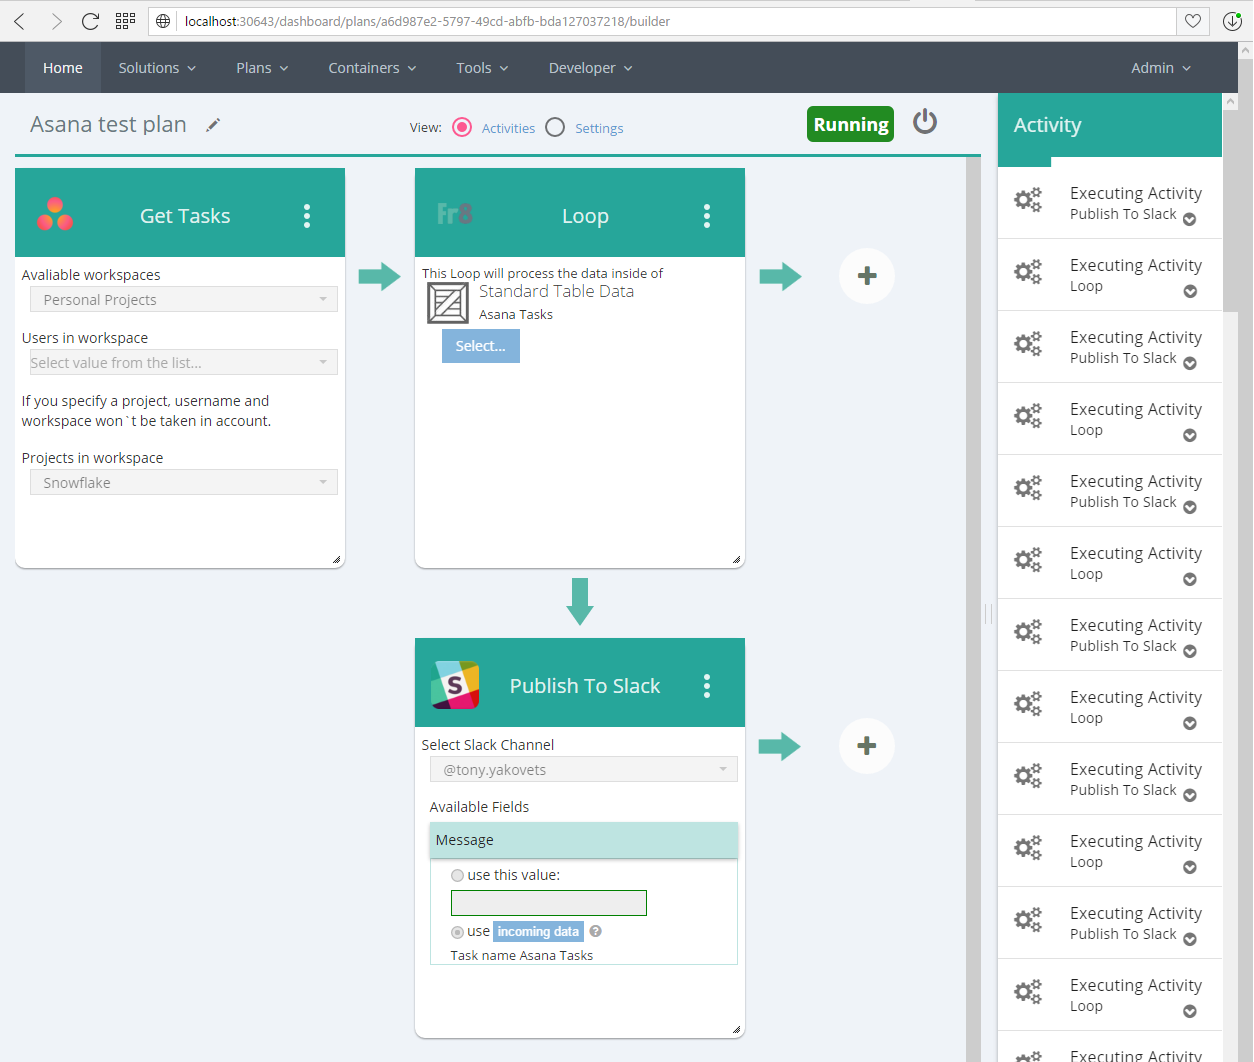 localhost:30643/dashboard/plans/a6d987e2-5797-49cd-abfb-bda127037218/builder
Home Solutions Plans Containers Tools Developer Admin
Asana test plan
View: Activities Settings
Running
Get Tasks
Avaliable workspaces
Personal Projects
Users in workspace
Select value from the list...
If you specify a project, username and
workspace won`t be taken in account.
Projects in workspace
Snowflake
Fr8
Loop
This Loop will process the data inside of
Standard Table Data
Asana Tasks
Select...
S
Publish To Slack
Select Slack Channel
@tony.yakovets
Available Fields
Message
use this value:
use incoming data ?
Task name Asana Tasks
Activity
Executing Activity
Publish To Slack
Executing Activity
Loop
Executing Activity
Publish To Slack
Executing Activity
Loop
Executing Activity
Publish To Slack
Executing Activity
Loop
Executing Activity
Publish To Slack
Executing Activity
Loop
Executing Activity
Publish To Slack
Executing Activity
Loop
Executing Activity
Publish To Slack
Executing Activity
Loop
Executing Activity